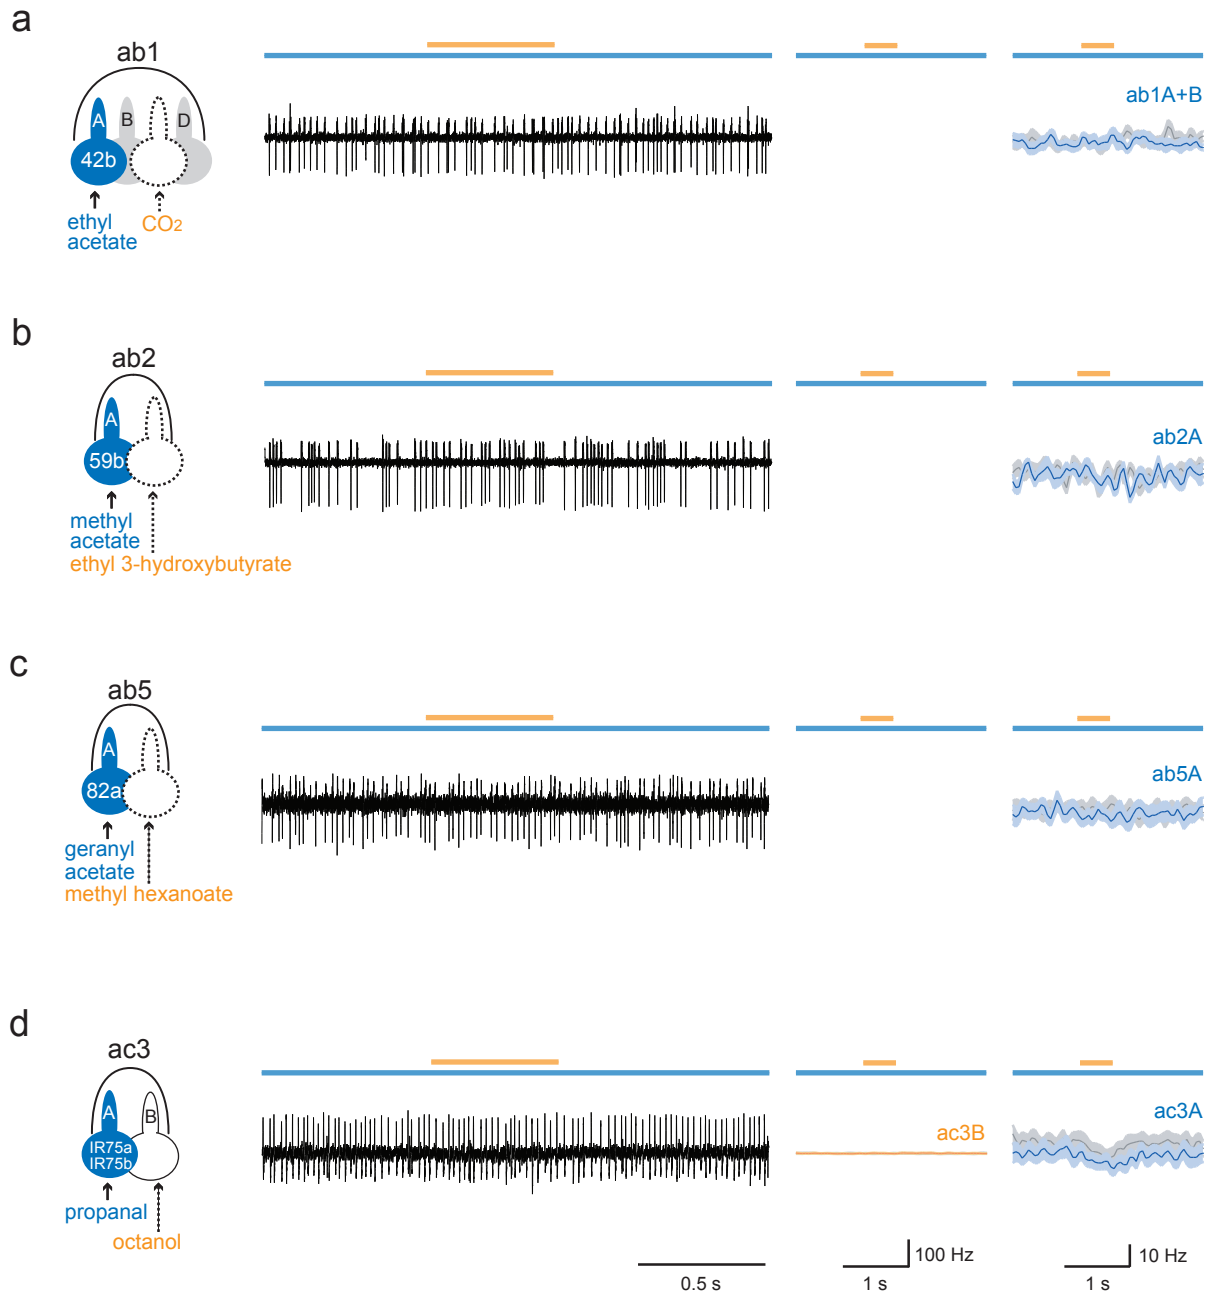 a
ab1
A
B
D
42b
ethyl
acetate
CO2
ab1A+B
b
ab2
A
59b
methyl
acetate
ethyl 3-hydroxybutyrate
ab2A
c
ab5
A
82a
geranyl
acetate
methyl hexanoate
ab5A
d
ac3
A
B
IR75a
IR75b
propanal
octanol
ac3B
ac3A
0.5 s
100 Hz
1 s
10 Hz
1 s